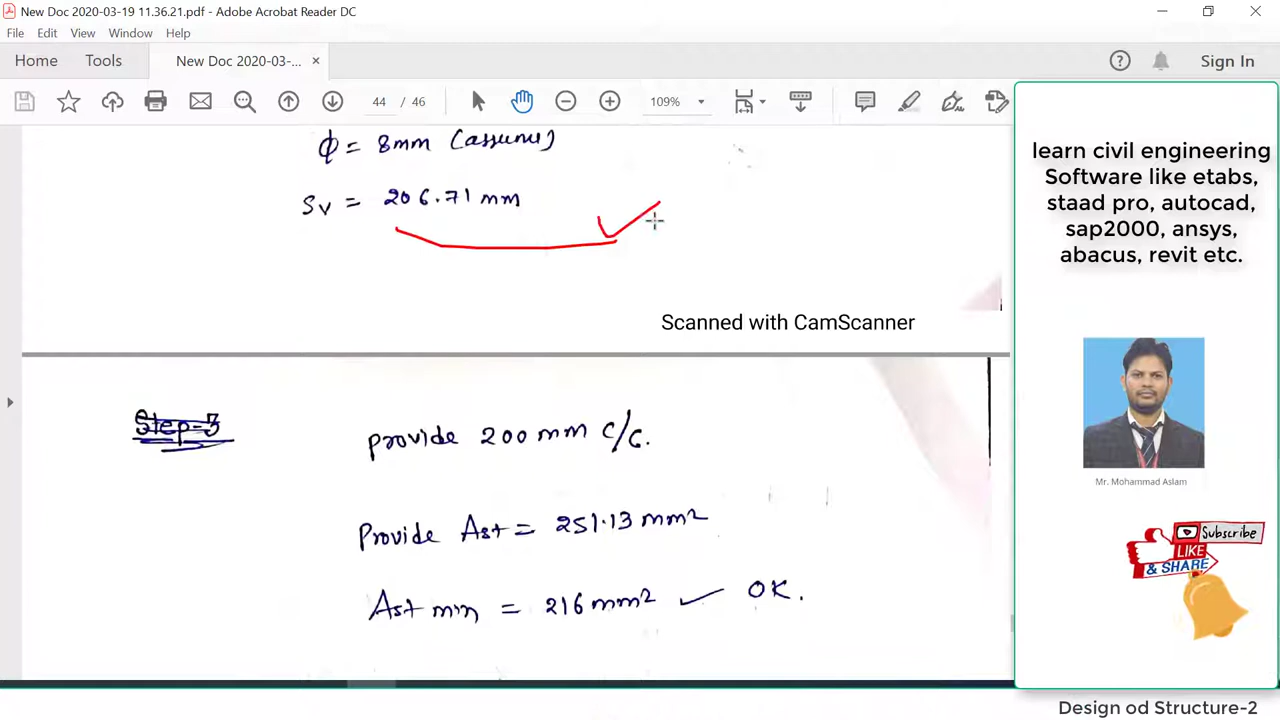 New Doc 2020-03-19 11.36.21.pdf - Adobe Acrobat Reader DC
File Edit View Window Help
Home Tools New Doc 2020-03-... × Sign In
44 / 46 109%
ϕ = 8mm (assume)
Sv = 206.71 mm
Scanned with CamScanner
Step-3
provide 200 mm c/c.
Provide Ast = 251.13 mm²
Ast min = 216 mm² ✓ OK.
learn civil engineering
Software like etabs,
staad pro, autocad,
sap2000, ansys,
abacus, revit etc.
Mr. Mohammad Aslam
Subscribe
LIKE
& SHARE
Design od Structure-2